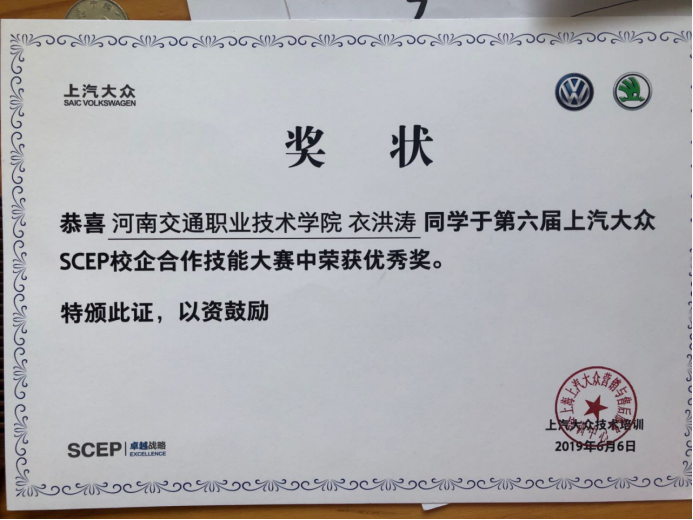 上汽大众
SAIC VOLKSWAGEN
奖 状
恭喜 河南交通职业技术学院 衣洪涛 同学于第六届上汽大众
SCEP校企合作技能大赛中荣获优秀奖。
特颁此证，以资鼓励
上汽大众技术培训
2019年6月6日
SCEP 卓越战略
EXCELLENCE